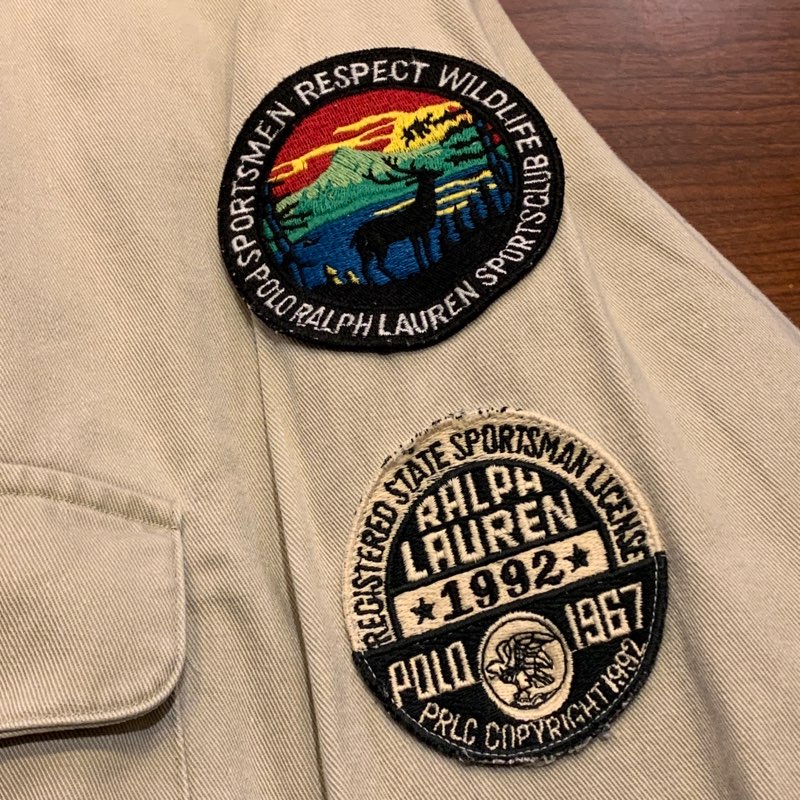 SPORTSMEN RESPECT WILDLIFE
POLO RALPH LAUREN SPORTSCLUB
REGISTERED STATE SPORTSMAN LICENSE
RALPH
LAUREN
★1992★
POLO 1967
PRLC COPYRIGHT 1992